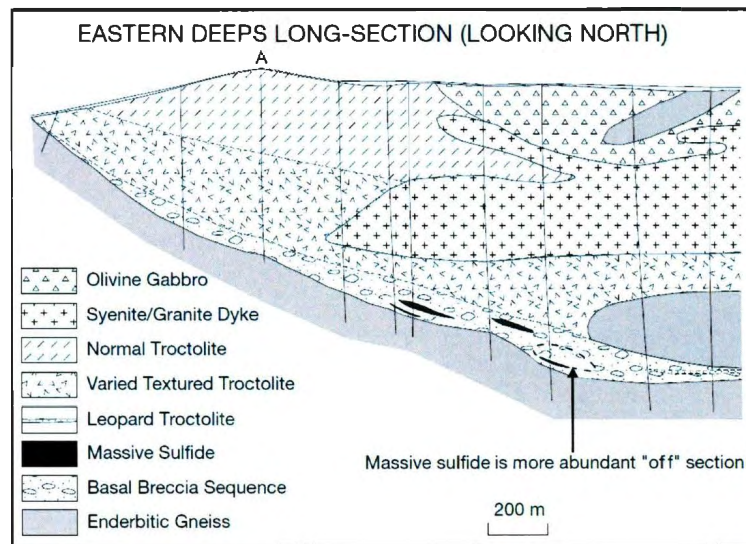 EASTERN DEEPS LONG-SECTION (LOOKING NORTH)
A
Olivine Gabbro
Syenite/Granite Dyke
Normal Troctolite
Varied Textured Troctolite
Leopard Troctolite
Massive Sulfide
Basal Breccia Sequence
Enderbitic Gneiss
Massive sulfide is more abundant "off" section
200 m